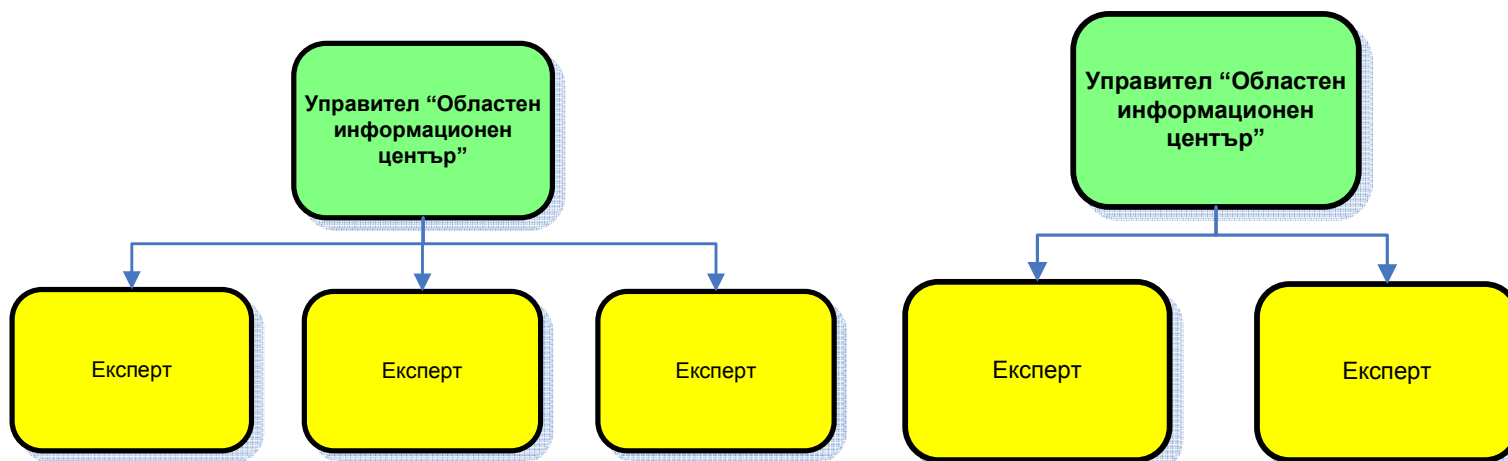 Управител “Областен
информационен
център”
Експерт
Експерт
Експерт
Управител “Областен
информационен
център”
Експерт
Експерт